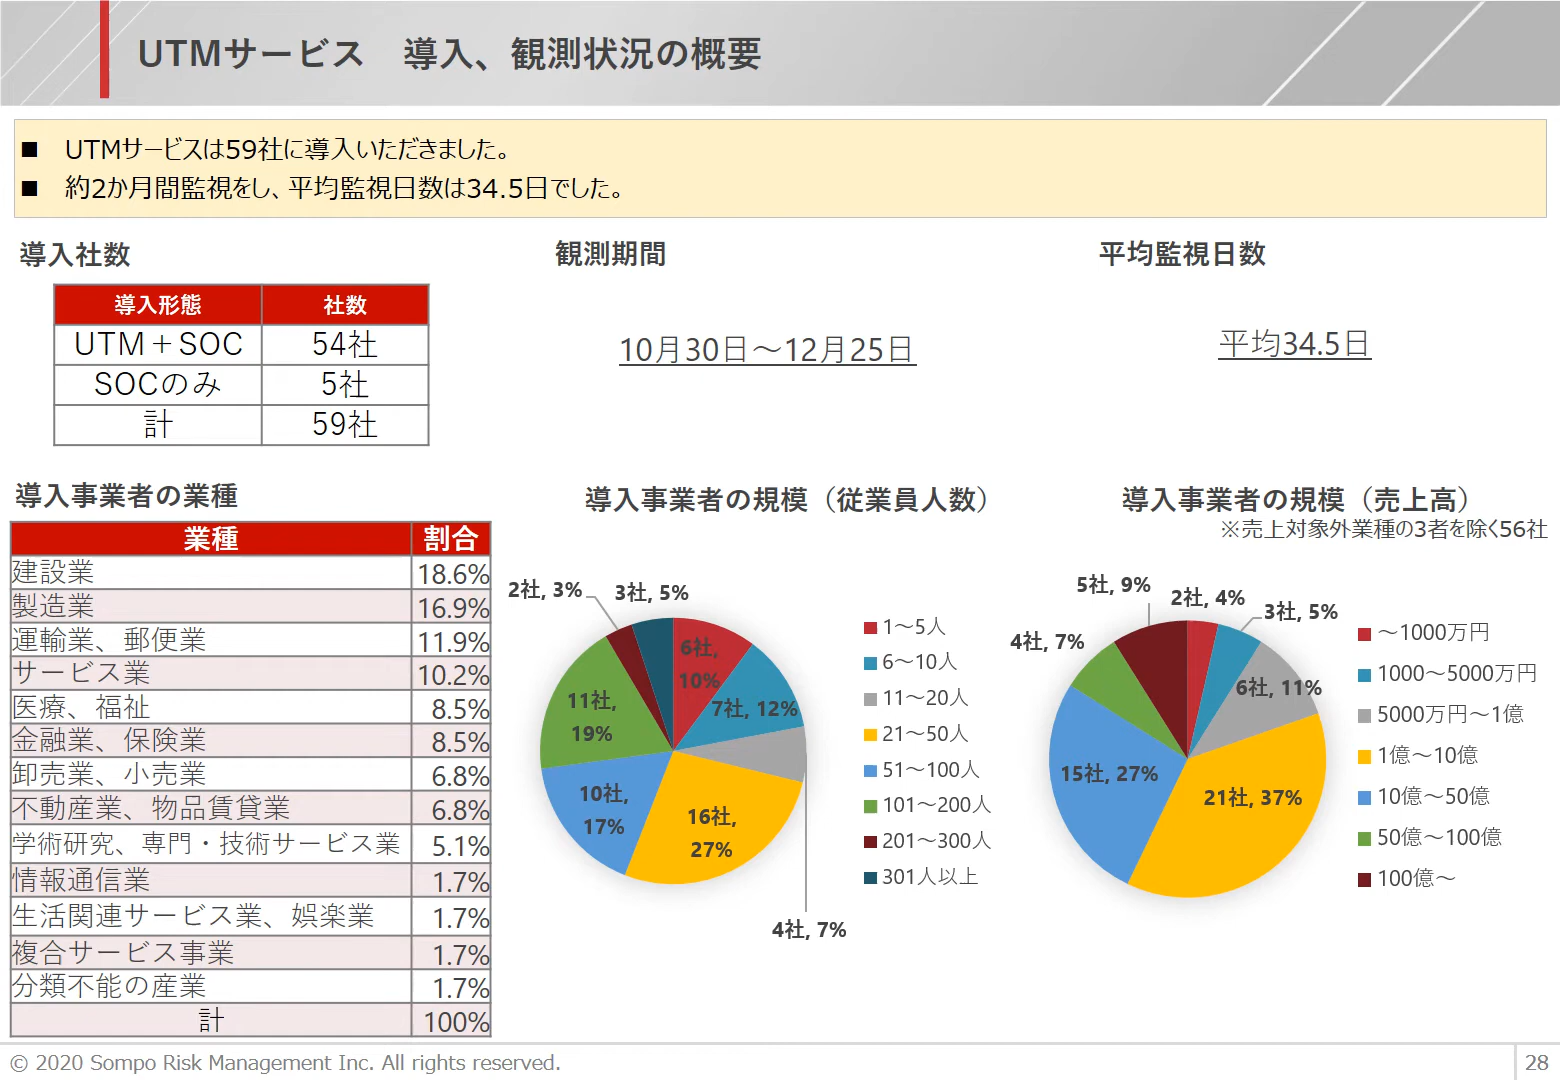 UTMサービス　導入、観測状況の概要
■ UTMサービスは59社に導入いただきました。
■ 約2か月間監視をし、平均監視日数は34.5日でした。
導入社数
導入形態 社数
UTM＋SOC 54社
SOCのみ 5社
計 59社
観測期間
10月30日～12月25日
平均監視日数
平均34.5日
導入事業者の業種
業種 割合
建設業 18.6%
製造業 16.9%
運輸業、郵便業 11.9%
サービス業 10.2%
医療、福祉 8.5%
金融業、保険業 8.5%
卸売業、小売業 6.8%
不動産業、物品賃貸業 6.8%
学術研究、専門・技術サービス業 5.1%
情報通信業 1.7%
生活関連サービス業、娯楽業 1.7%
複合サービス事業 1.7%
分類不能の産業 1.7%
計 100%
導入事業者の規模（従業員人数）
2社, 3%
3社, 5%
6社,
10%
7社, 12%
11社,
19%
10社,
17%
16社,
27%
4社, 7%
1～5人
6～10人
11～20人
21～50人
51～100人
101～200人
201～300人
301人以上
導入事業者の規模（売上高）
※売上対象外業種の3者を除く56社
5社, 9%
2社, 4%
3社, 5%
4社, 7%
6社, 11%
15社, 27%
21社, 37%
～1000万円
1000～5000万円
5000万円～1億
1億～10億
10億～50億
50億～100億
100億～
© 2020 Sompo Risk Management Inc. All rights reserved.
28